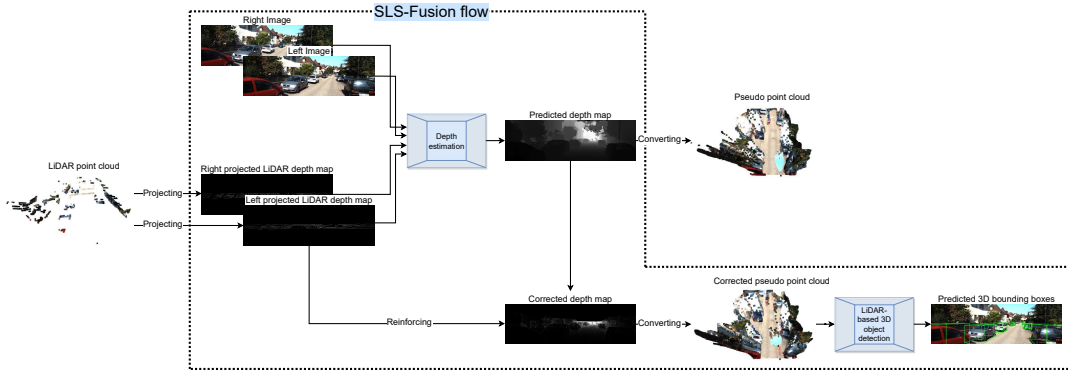 SLS-Fusion flow
Right Image
Left Image
Depth
estimation
Predicted depth map
Converting
Pseudo point cloud
LiDAR point cloud
Projecting
Projecting
Right projected LiDAR depth map
Left projected LiDAR depth map
Reinforcing
Corrected depth map
Converting
Corrected pseudo point cloud
LiDAR-
based 3D
object
detection
Predicted 3D bounding boxes